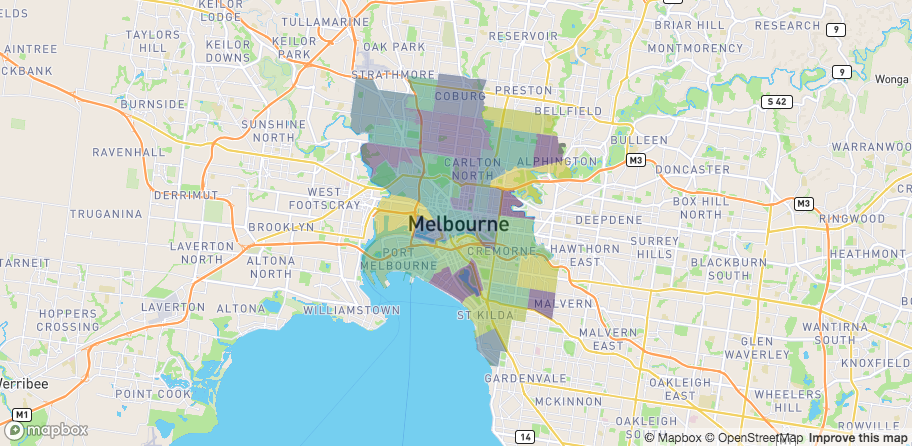 KEILOR
LODGE
TULLAMARINE
BRIAR HILL
RESEARCH
9
TAYLORS
HILL
KEILOR
DOWNS
KEILOR
PARK
OAK PARK
RESERVOIR
MONTMORENCY
AINTREE
CKBANK
STRATHMORE
9
Wonga
COBURG
PRESTON
BURNSIDE
BELLFIELD
S 42
SUNSHINE
NORTH
BULLEEN
WARRANWOO
RAVENHALL
CARLTON
NORTH
ALPHINGTON
M3
DONCASTER
DERRIMUT
WEST
FOOTSCRAY
BOX HILL
NORTH
M3
TRUGANINA
BROOKLYN
Melbourne
DEEPDENE
RINGWOOD
LAVERTON
NORTH
ALTONA
NORTH
PORT
MELBOURNE
CREMORNE
HAWTHORN
EAST
SURREY
HILLS
BLACKBURN
SOUTH
HEATHMONT
TARNEIT
HOPPERS
CROSSING
LAVERTON
ALTONA
WILLIAMSTOWN
ST KILDA
MALVERN
MALVERN
EAST
WANTIRNA
SOUTH
GLEN
WAVERLEY
KNOXFIELD
Werribee
POINT COOK
GARDENVALE
OAKLEIGH
EAST
WHEELERS
HILL
M1
MCKINNON
OAKLEIGH
SOUTH
ROWVILLE
mapbox
14
© Mapbox © OpenStreetMap Improve this map